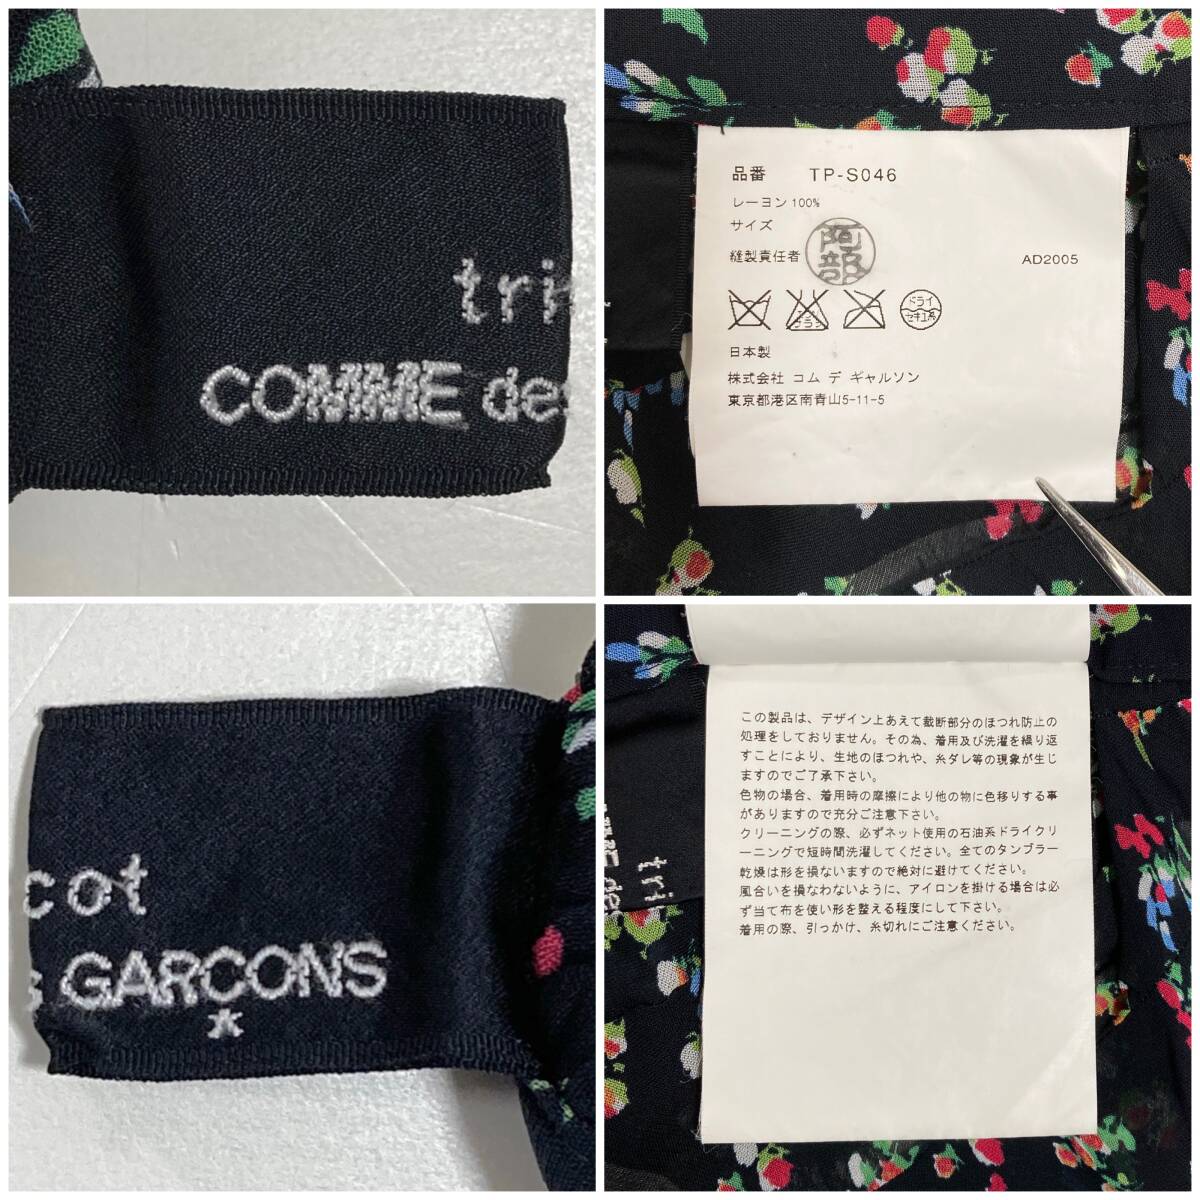 tri
COMME des
品番 TP-S046
レーヨン 100%
サイズ
縫製責任者 阿部
AD2005
ドライ
セキユ系
日本製
株式会社 コム デ ギャルソン
東京都港区南青山5-11-5
cot
s GARCONS
この製品は、デザイン上あえて裁断部分のほつれ防止の
処理をしておりません。その為、着用及び洗濯を繰り返
すことにより、生地のほつれや、糸ダレ等の現象が生じ
ますのでご了承下さい。
色物の場合、着用時の摩擦により他の物に色移りする事
がありますので充分ご注意下さい。
クリーニングの際、必ずネット使用の石油系ドライクリ
ーニングで短時間洗濯してください。全てのタンブラー
乾燥は形を損ないますので絶対に避けてください。
風合いを損なわないように、アイロンを掛ける場合は必
ず当て布を使い形を整える程度にして下さい。
着用の際、引っかけ、糸切れにご注意ください。
tri